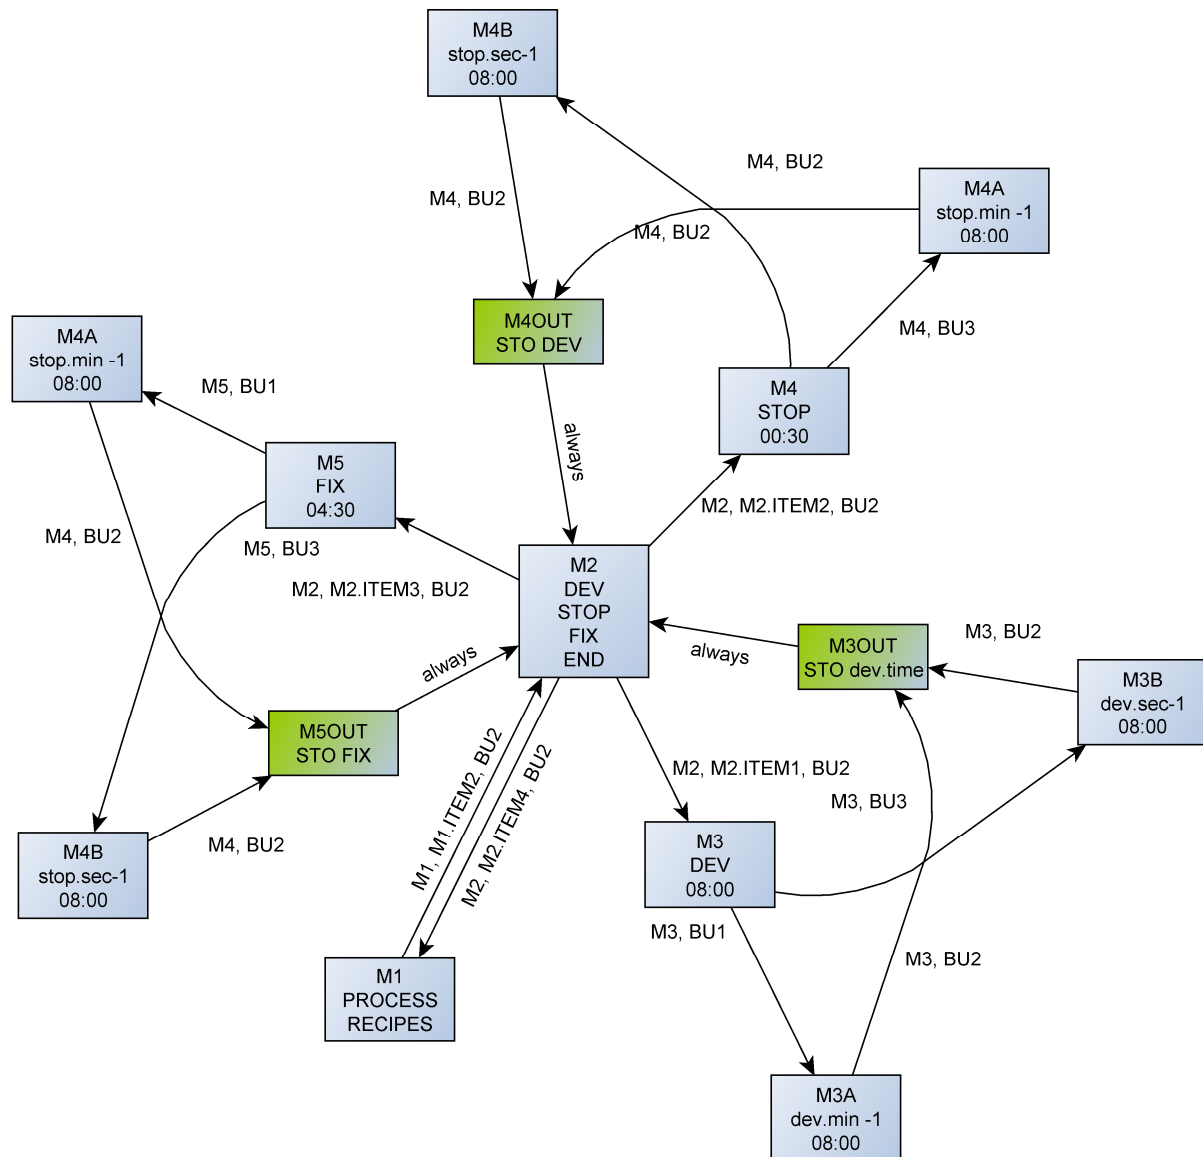 M4B
stop.sec-1
08:00
M4, BU2
M4A
stop.min -1
08:00
M4, BU2
M4, BU2
M4OUT
STO DEV
M4, BU3
M4A
stop.min -1
08:00
M5, BU1
M4
STOP
00:30
always
M5
FIX
04:30
M2, M2.ITEM2, BU2
M4, BU2
M5, BU3
M2, M2.ITEM3, BU2
M2
DEV
STOP
FIX
END
M3, BU2
M3OUT
STO dev.time
always
always
M3B
dev.sec-1
08:00
M5OUT
STO FIX
M1, M1.ITEM2, BU2
M2, M2.ITEM4, BU2
M2, M2.ITEM1, BU2
M3, BU3
M4B
stop.sec-1
08:00
M4, BU2
M3
DEV
08:00
M3, BU1
M3, BU2
M1
PROCESS
RECIPES
M3A
dev.min -1
08:00